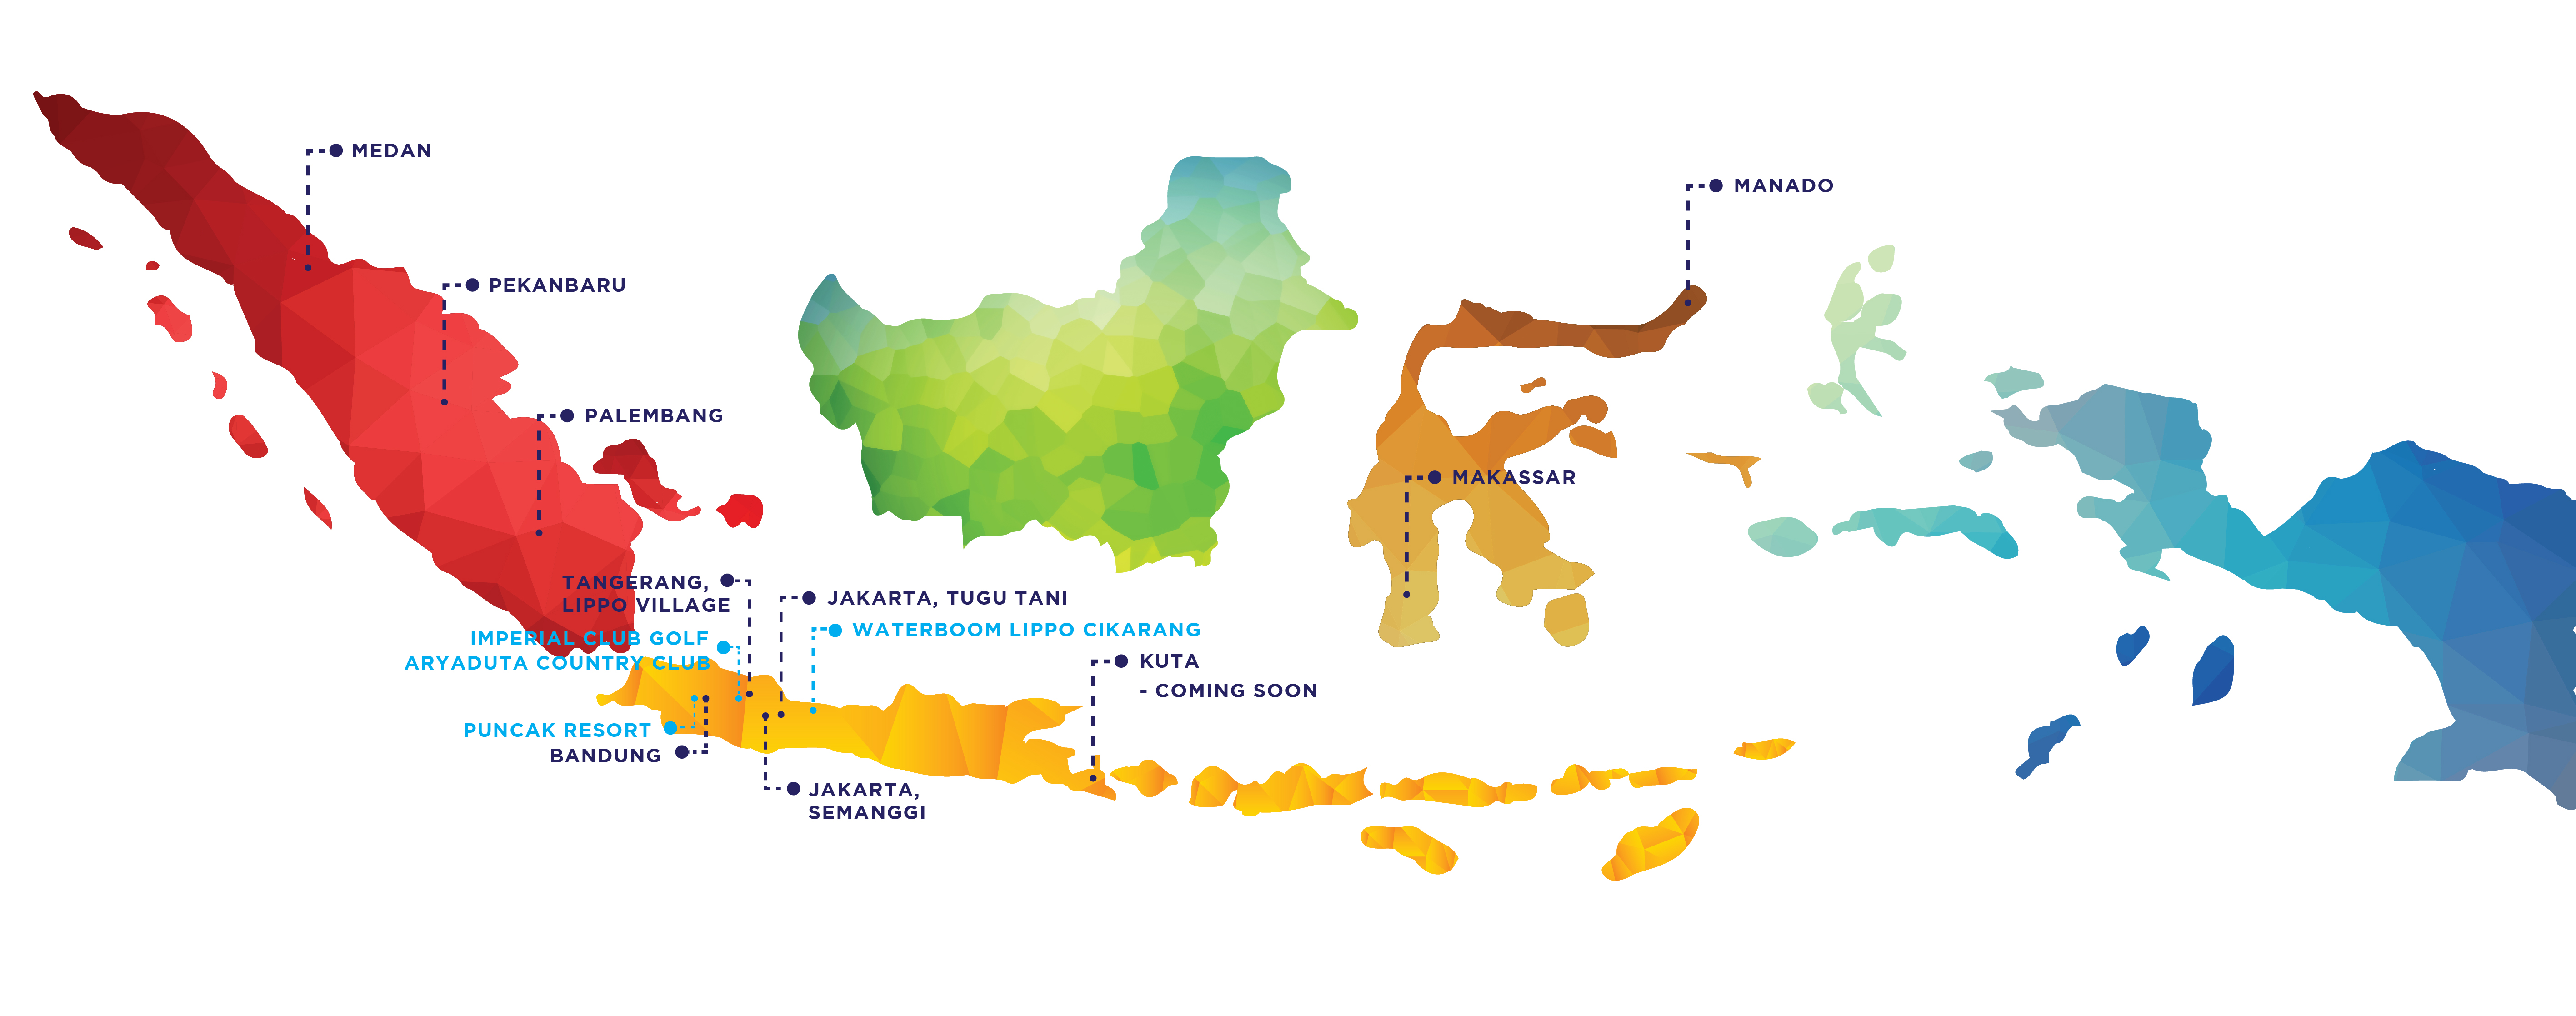 MEDAN
MANADO
PEKANBARU
PALEMBANG
MAKASSAR
TANGERANG,
LIPPO VILLAGE
JAKARTA, TUGU TANI
WATERBOOM LIPPO CIKARANG
IMPERIAL CLUB GOLF
ARYADUTA COUNTRY CLUB
KUTA
- COMING SOON
PUNCAK RESORT
BANDUNG
JAKARTA,
SEMANGGI